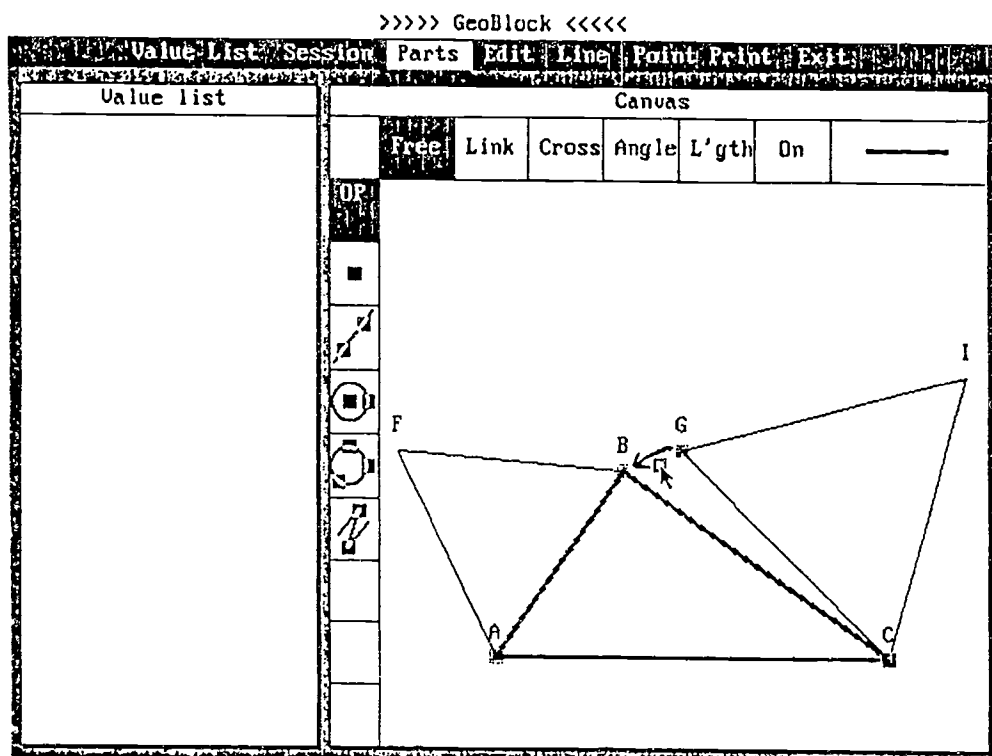 >>>>> GeoBlock <<<<<
Value List Session Parts Edit Line Point Print Exit
Value list
Canvas
Free Link Cross Angle L'gth On
OP
I
F
G
B
A
C